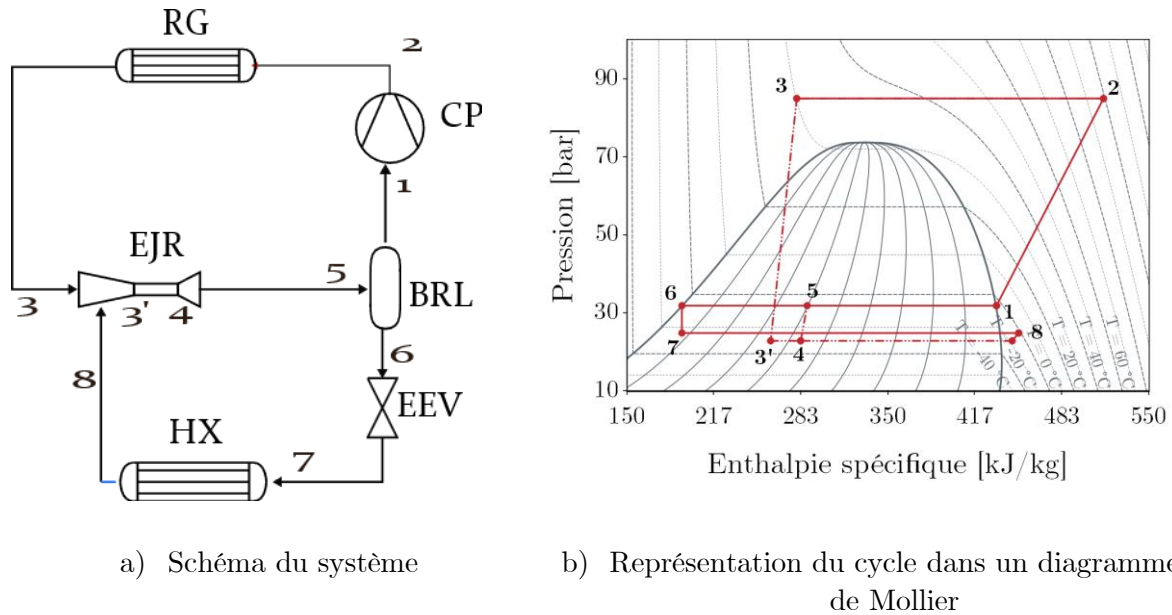 RG
2
CP
1
EJR
5
3
3'
4
BRL
6
8
EEV
HX
7
a) Schéma du système
Pression [bar]
90
70
50
30
10
3
2
6
5
1
8
7
3'
4
T = -40 °C
T = -20 °C
T = 0 °C
T = 20 °C
T = 40 °C
T = 60 °C
150 217 283 350 417 483 550
Enthalpie spécifique [kJ/kg]
b) Représentation du cycle dans un diagramme
de Mollier